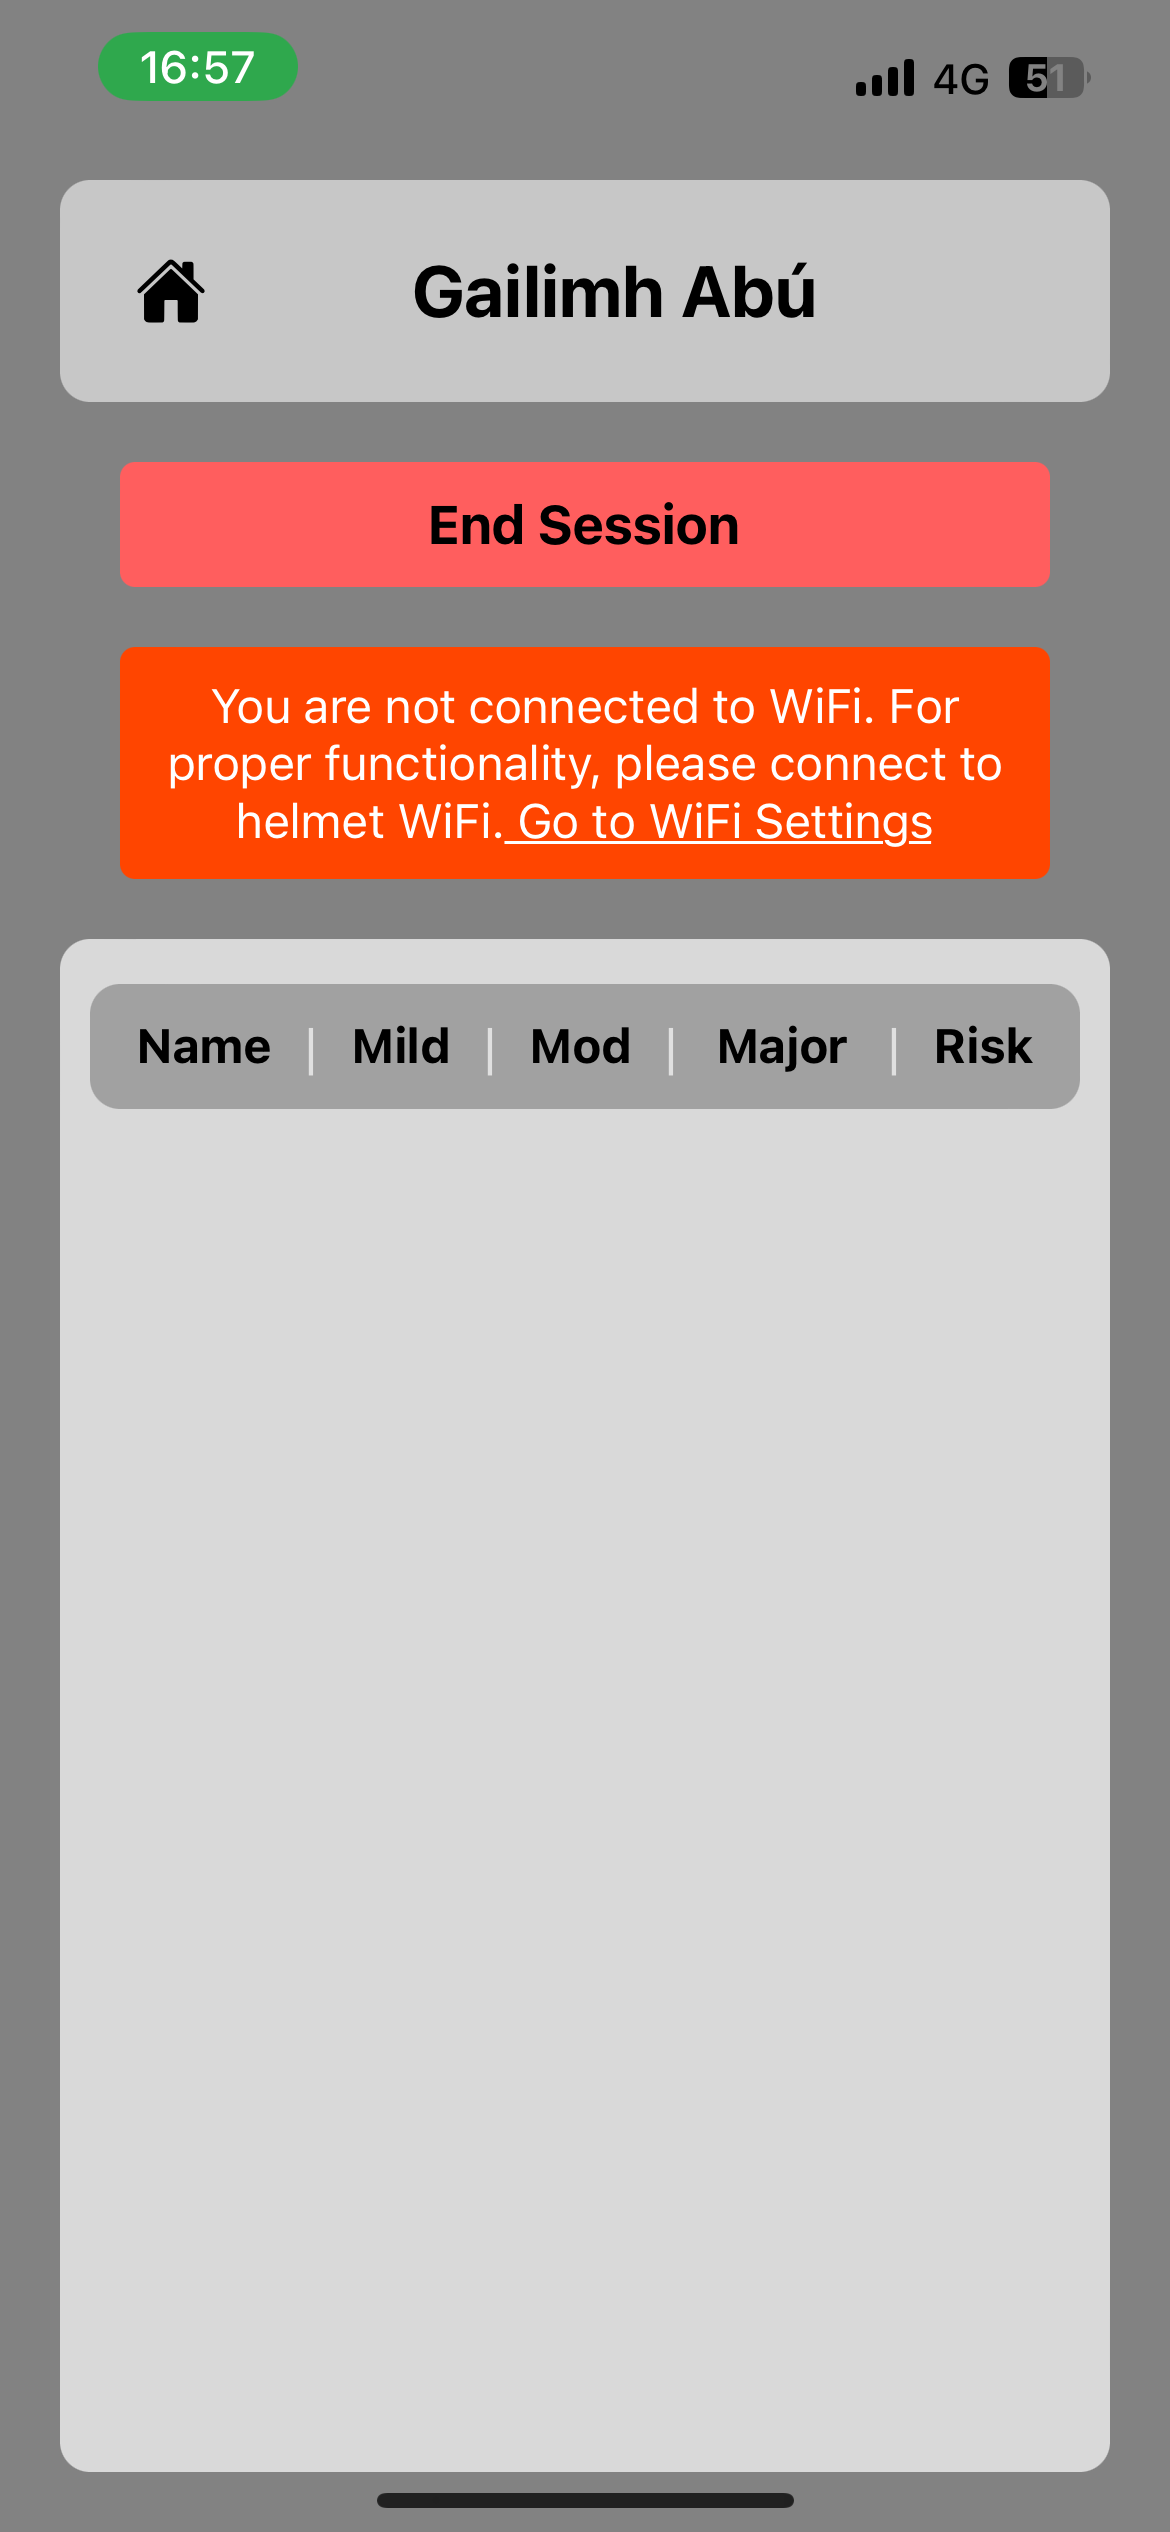 16:57
4G 51
Gailimh Abú
End Session
You are not connected to WiFi. For
proper functionality, please connect to
helmet WiFi. Go to WiFi Settings
Name | Mild | Mod | Major | Risk